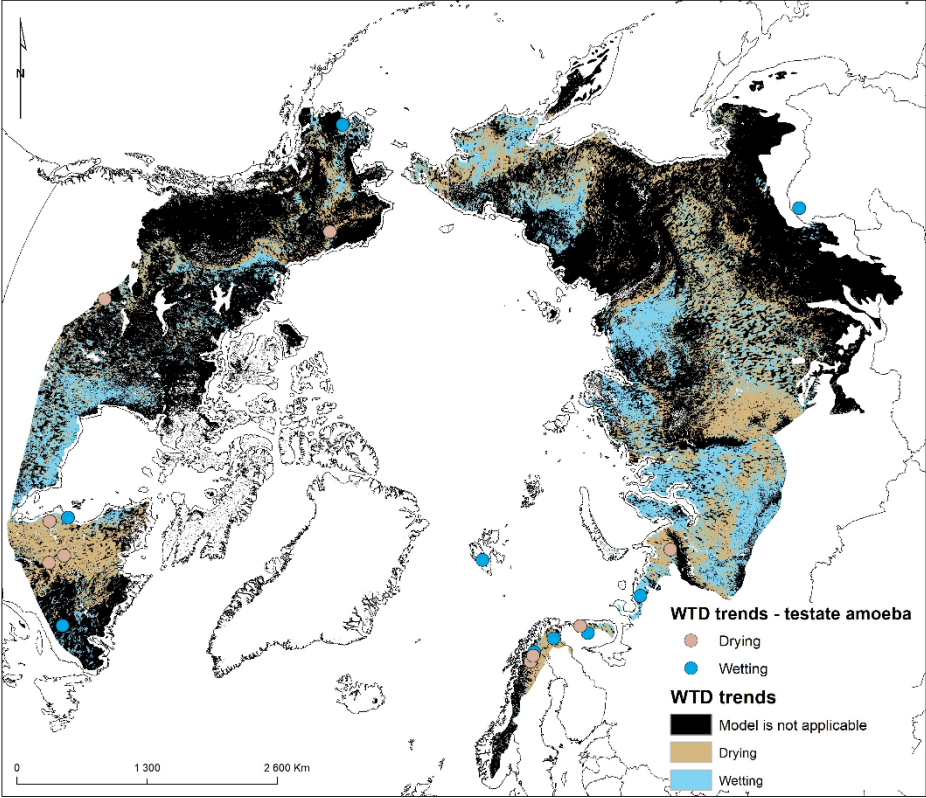 N
WTD trends - testate amoeba
Drying
Wetting
WTD trends
Model is not applicable
Drying
Wetting
0 1 300 2 600 Km